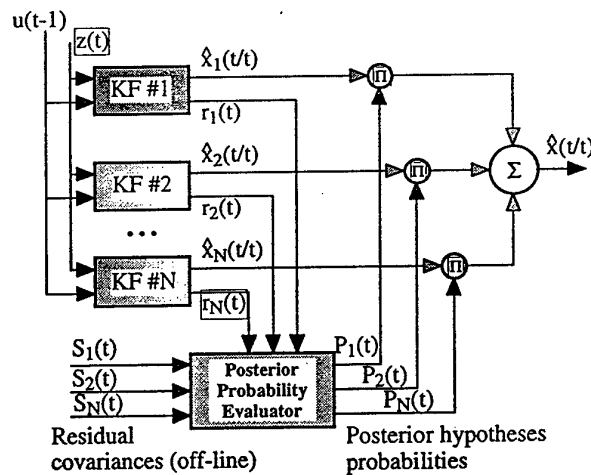 u(t-1)
z(t)
x̂₁(t/t)
Π
KF #1
r₁(t)
x̂₂(t/t)
Π
Σ
x̂(t/t)
KF #2
r₂(t)
•••
x̂N(t/t)
Π
KF #N
rN(t)
S₁(t)
S₂(t)
SN(t)
Posterior
Probability
Evaluator
P₁(t)
P₂(t)
PN(t)
Residual
covariances (off-line)
Posterior hypotheses
probabilities